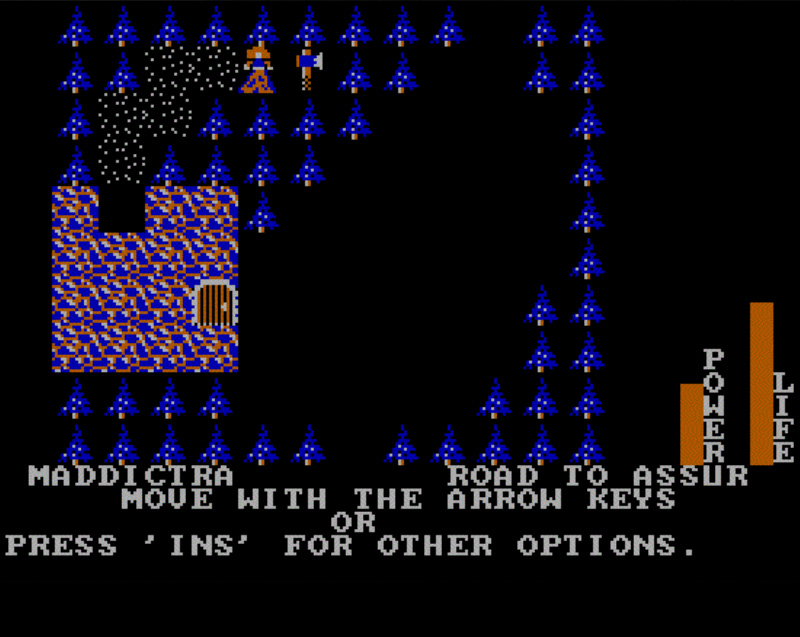 POWER
LIFE
MADDICTRA ROAD TO ASSUR
MOVE WITH THE ARROW KEYS
OR
PRESS 'INS' FOR OTHER OPTIONS.